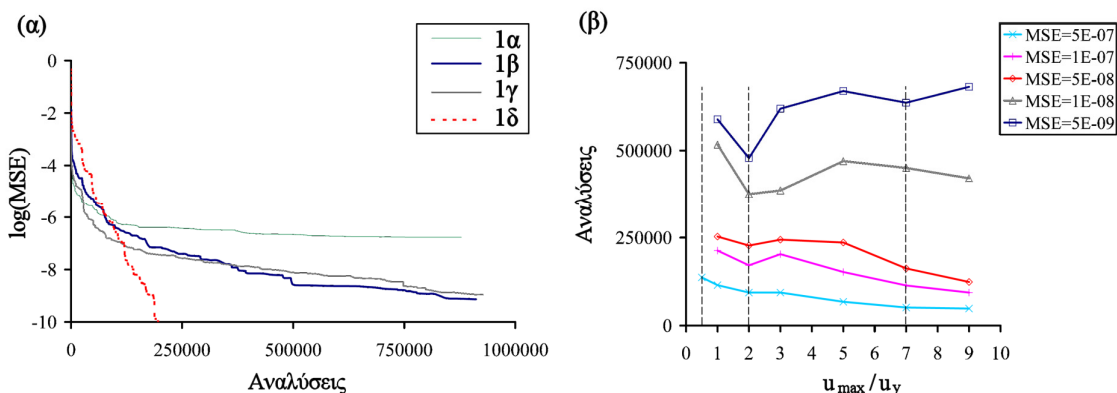 (α)
1α
1β
1γ
1δ
log(MSE)
0
-2
-4
-6
-8
-10
0
250000
500000
750000
1000000
Αναλύσεις
(β)
MSE=5E-07
MSE=1E-07
MSE=5E-08
MSE=1E-08
MSE=5E-09
Αναλύσεις
750000
500000
250000
0
0 1 2 3 4 5 6 7 8 9 10
u max / u y